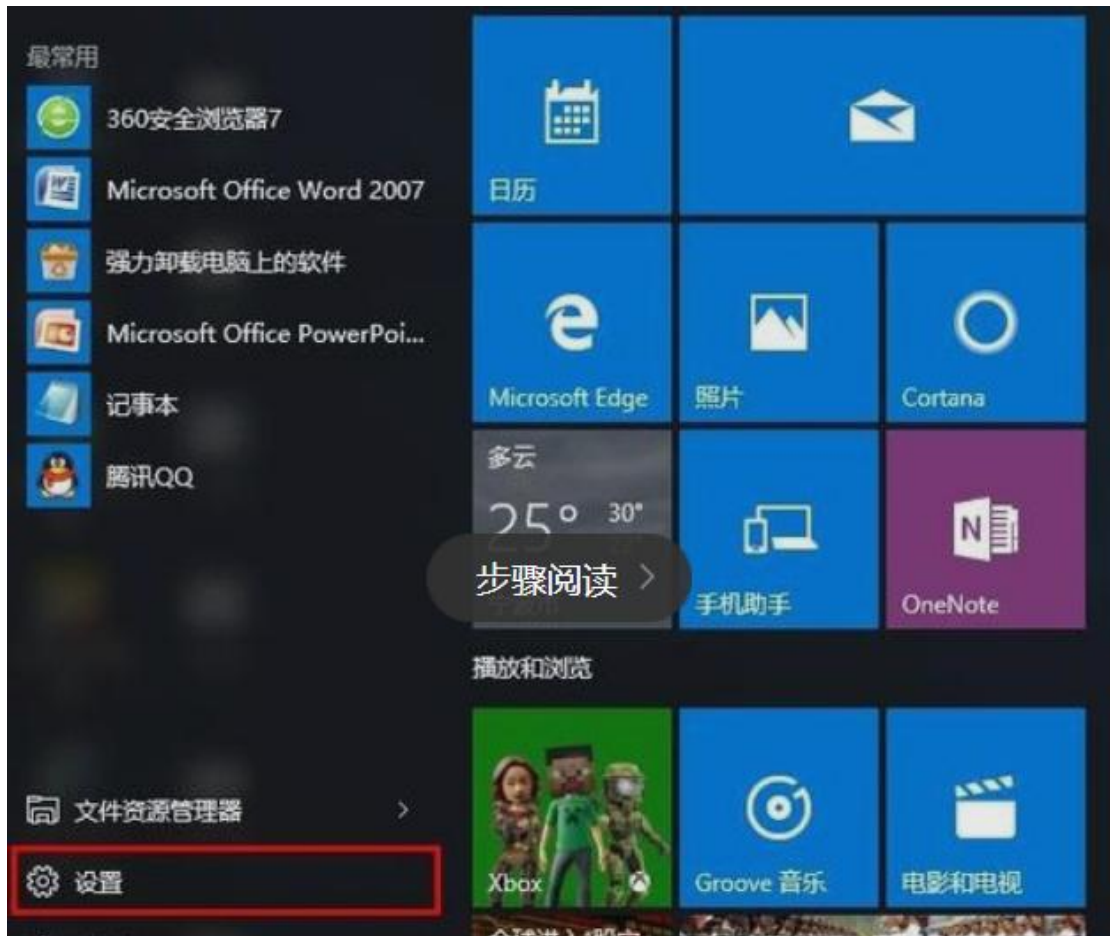 最常用
360安全浏览器7
Microsoft Office Word 2007
强力卸载电脑上的软件
Microsoft Office PowerPoi...
记事本
腾讯QQ
文件资源管理器
设置
日历
Microsoft Edge
照片
Cortana
多云
25° 30°
步骤阅读
手机助手
OneNote
播放和浏览
Xbox
Groove 音乐
电影和电视